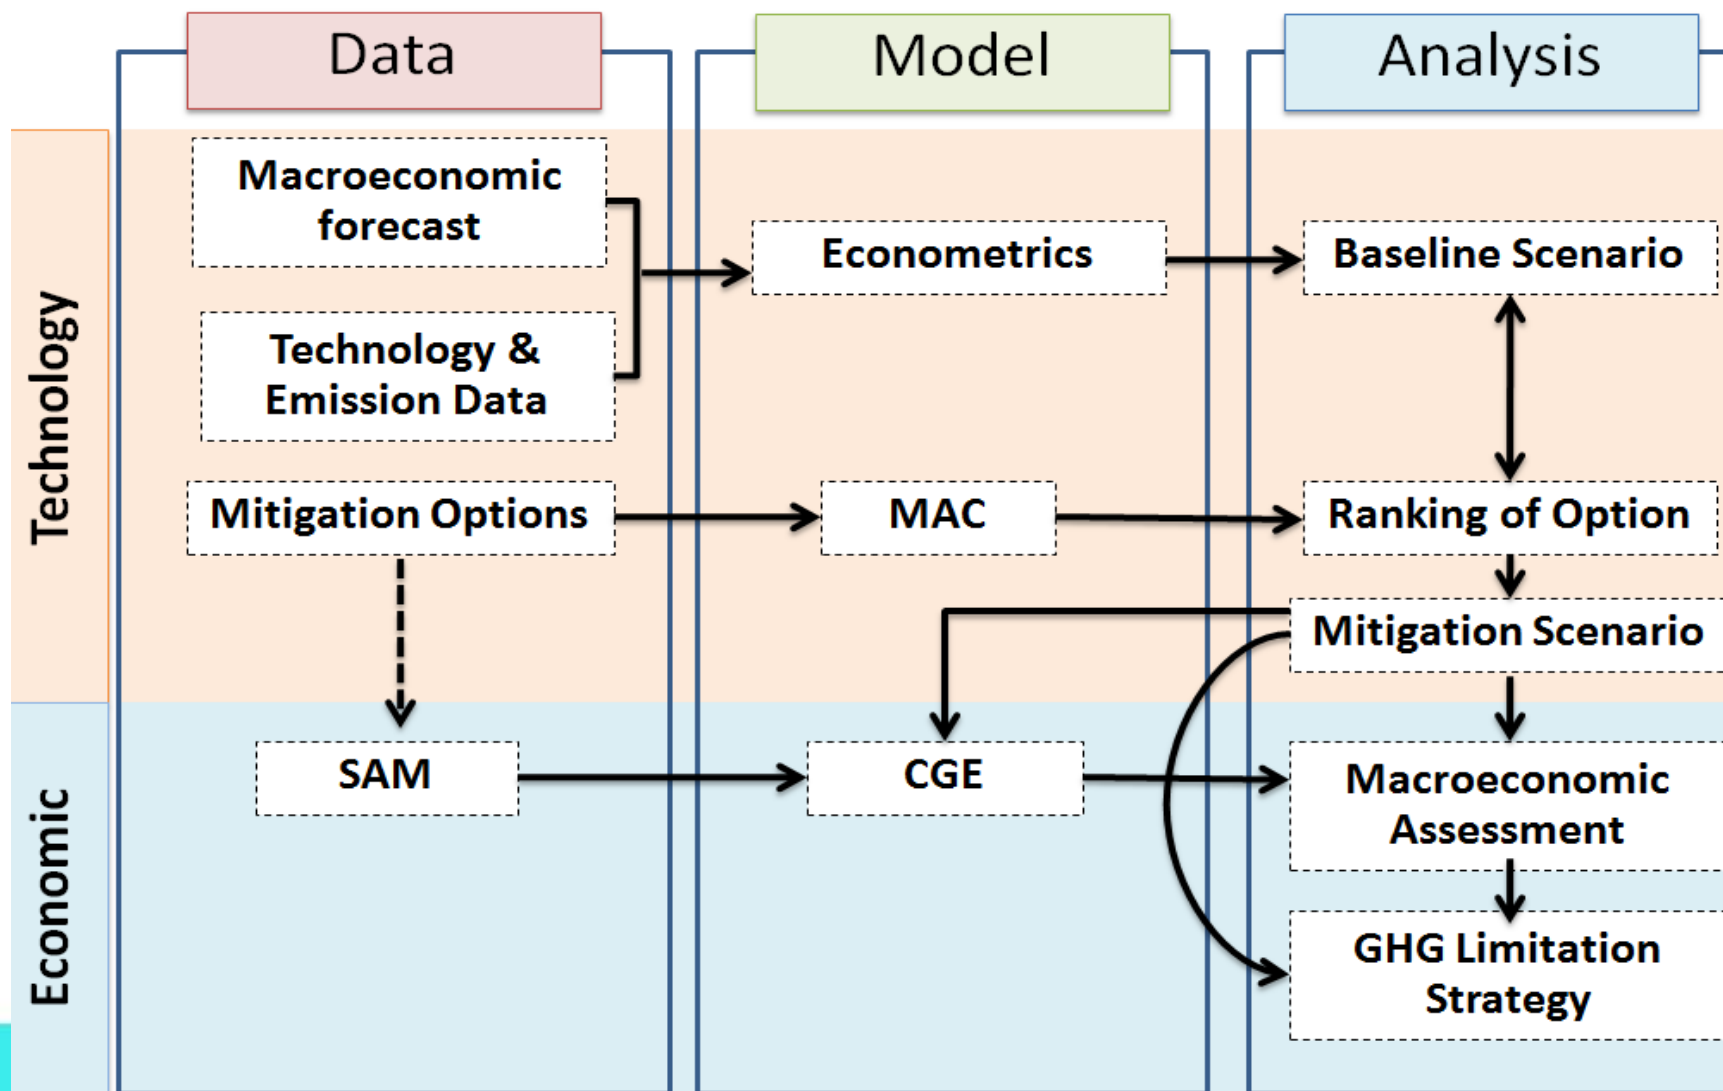 Data
Model
Analysis
Technology
Macroeconomic
forecast
Econometrics
Baseline Scenario
Technology &
Emission Data
Mitigation Options
MAC
Ranking of Option
Mitigation Scenario
Economic
SAM
CGE
Macroeconomic
Assessment
GHG Limitation
Strategy